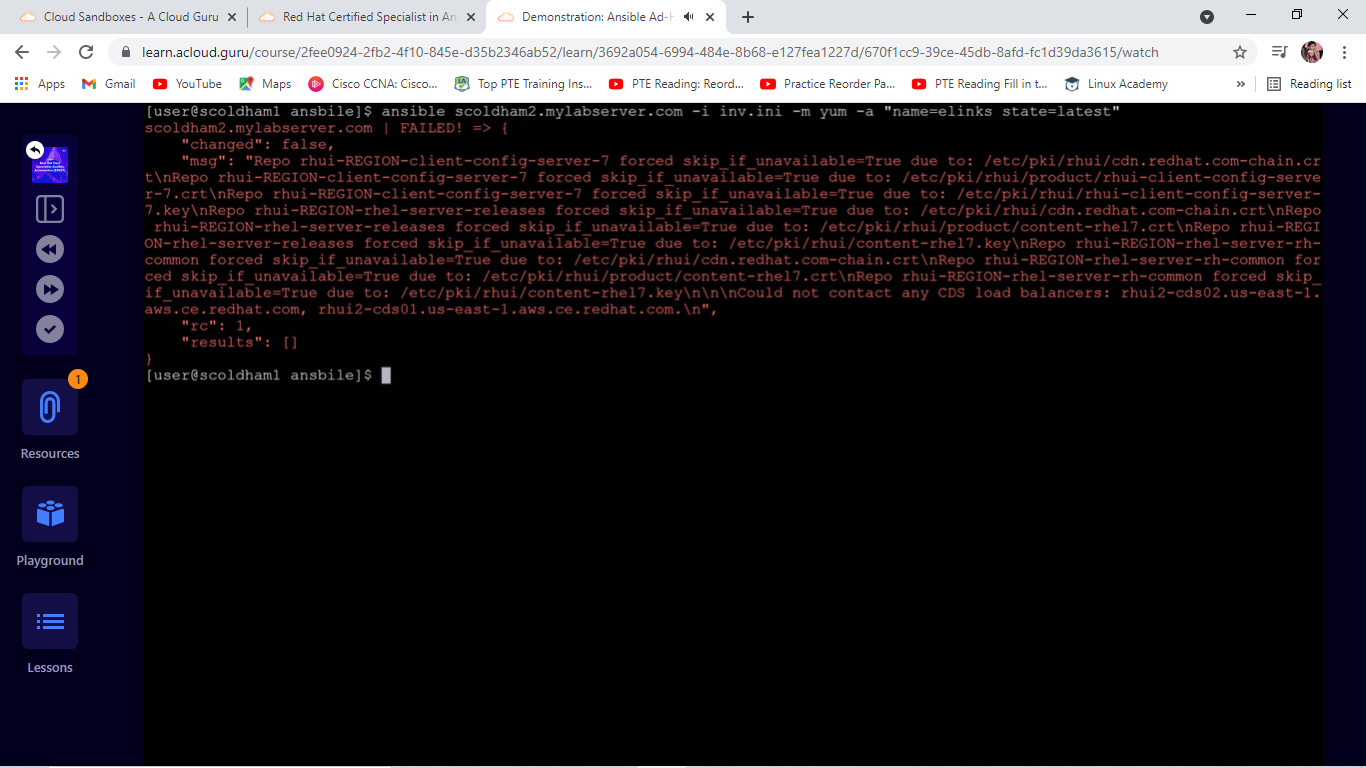 Cloud Sandboxes - A Cloud Guru
Red Hat Certified Specialist in An
Demonstration: Ansible Ad-H
learn.acloud.guru/course/2fee0924-2fb2-4f10-845e-d35b2346ab52/learn/3692a054-6994-484e-8b68-e127fea1227d/670f1cc9-39ce-45db-8afd-fc1d39da3615/watch
Apps Gmail YouTube Maps Cisco CCNA: Cisco... Top PTE Training Ins... PTE Reading: Reord... Practice Reorder Pa... PTE Reading Fill in t... Linux Academy » Reading list
[user@scoldham1 ansbile]$ ansible scoldham2.mylabserver.com -i inv.ini -m yum -a "name=elinks state=latest"
scoldham2.mylabserver.com | FAILED! => {
"changed": false,
"msg": "Repo rhui-REGION-client-config-server-7 forced skip_if_unavailable=True due to: /etc/pki/rhui/cdn.redhat.com-chain.cr
t\nRepo rhui-REGION-client-config-server-7 forced skip_if_unavailable=True due to: /etc/pki/rhui/product/rhui-client-config-serve
r-7.crt\nRepo rhui-REGION-client-config-server-7 forced skip_if_unavailable=True due to: /etc/pki/rhui/rhui-client-config-server-
7.key\nRepo rhui-REGION-rhel-server-releases forced skip_if_unavailable=True due to: /etc/pki/rhui/cdn.redhat.com-chain.crt\nRepo
rhui-REGION-rhel-server-releases forced skip_if_unavailable=True due to: /etc/pki/rhui/product/content-rhel7.crt\nRepo rhui-REGI
ON-rhel-server-releases forced skip_if_unavailable=True due to: /etc/pki/rhui/content-rhel7.key\nRepo rhui-REGION-rhel-server-rh-
common forced skip_if_unavailable=True due to: /etc/pki/rhui/cdn.redhat.com-chain.crt\nRepo rhui-REGION-rhel-server-rh-common for
ced skip_if_unavailable=True due to: /etc/pki/rhui/product/content-rhel7.crt\nRepo rhui-REGION-rhel-server-rh-common forced skip_
if_unavailable=True due to: /etc/pki/rhui/content-rhel7.key\n\n\nCould not contact any CDS load balancers: rhui2-cds02.us-east-1.
aws.ce.redhat.com, rhui2-cds01.us-east-1.aws.ce.redhat.com.\n",
"rc": 1,
"results": []
}
[user@scoldham1 ansbile]$
1
Resources
Playground
Lessons